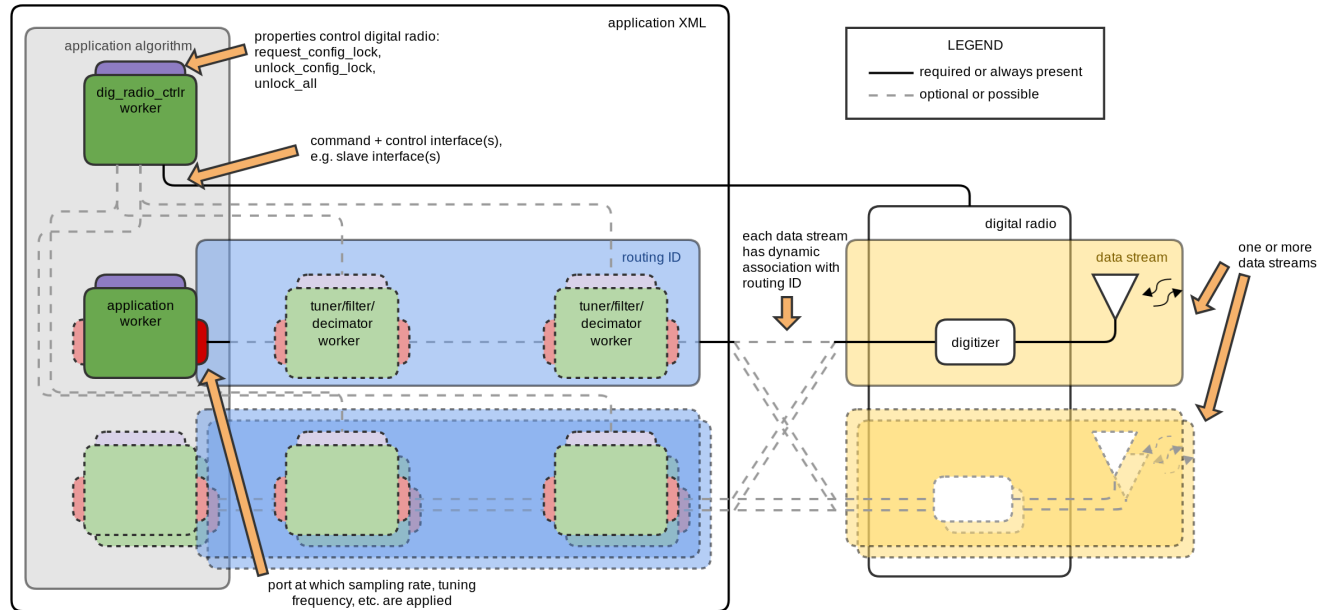 application XML
application algorithm
properties control digital radio:
request_config_lock,
unlock_config_lock,
unlock_all
LEGEND
required or always present
optional or possible
dig_radio_ctrlr
worker
command + control interface(s),
e.g. slave interface(s)
digital radio
routing ID
each data stream
has dynamic
association with
routing ID
data stream
one or more
data streams
application
worker
tuner/filter/
decimator
worker
tuner/filter/
decimator
worker
digitizer
port at which sampling rate, tuning
frequency, etc. are applied